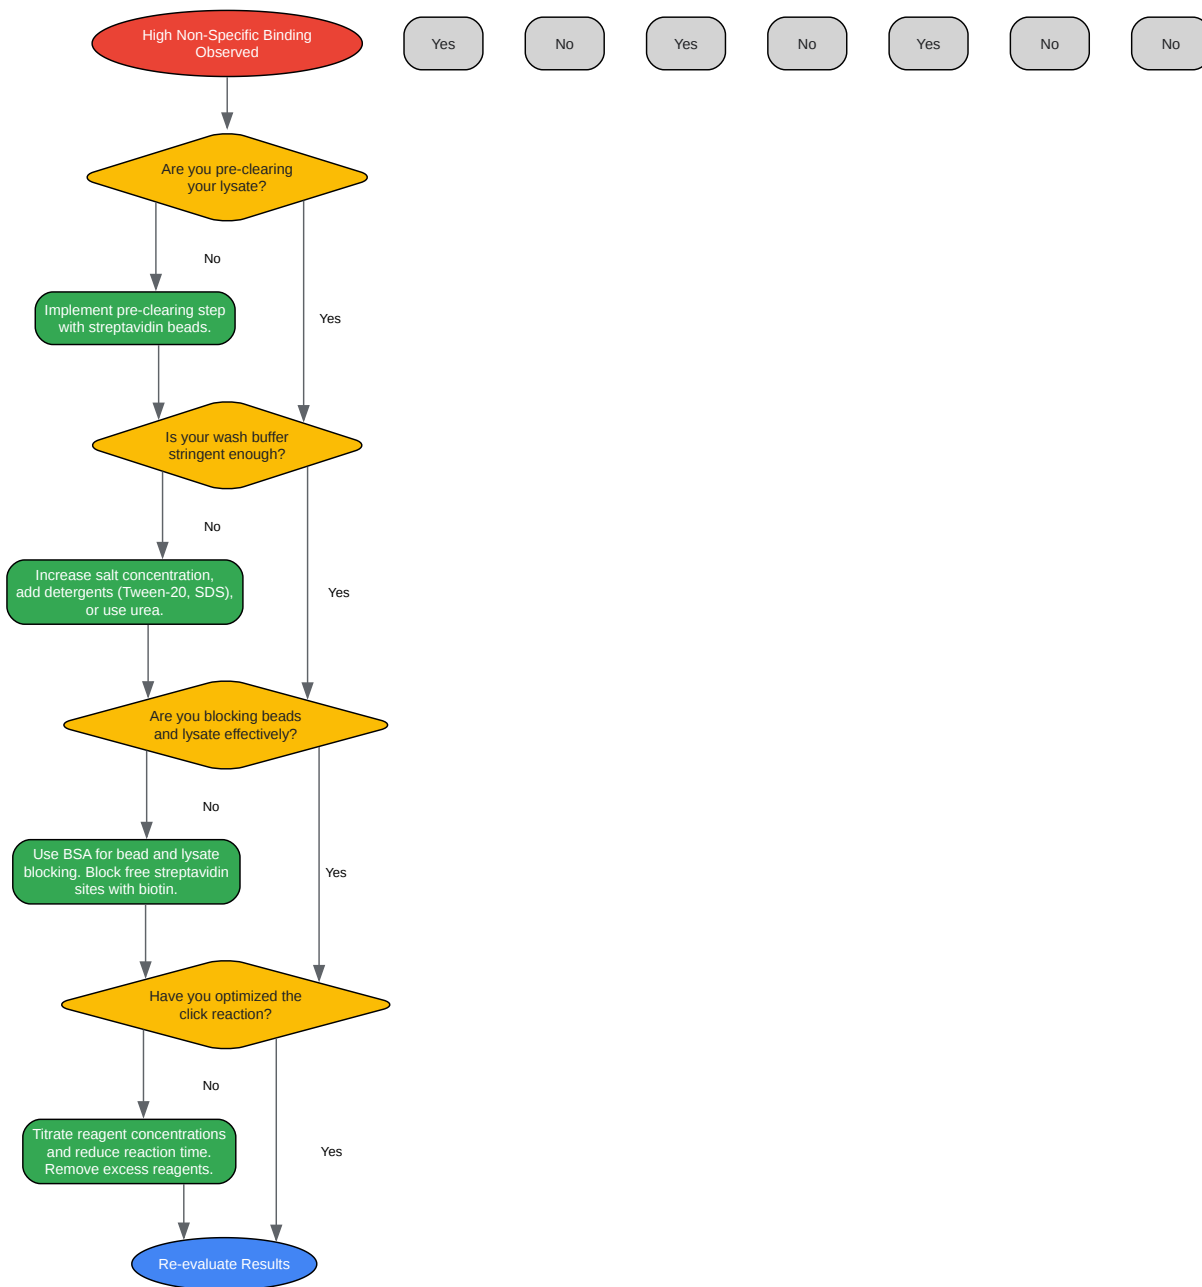 High Non-Specific Binding
Observed
Yes
No
Yes
No
Yes
No
No
Are you pre-clearing
your lysate?
No
Implement pre-clearing step
with streptavidin beads.
Yes
Is your wash buffer
stringent enough?
No
Increase salt concentration,
add detergents (Tween-20, SDS),
or use urea.
Yes
Are you blocking beads
and lysate effectively?
No
Use BSA for bead and lysate
blocking. Block free streptavidin
sites with biotin.
Yes
Have you optimized the
click reaction?
No
Titrate reagent concentrations
and reduce reaction time.
Remove excess reagents.
Yes
Re-evaluate Results